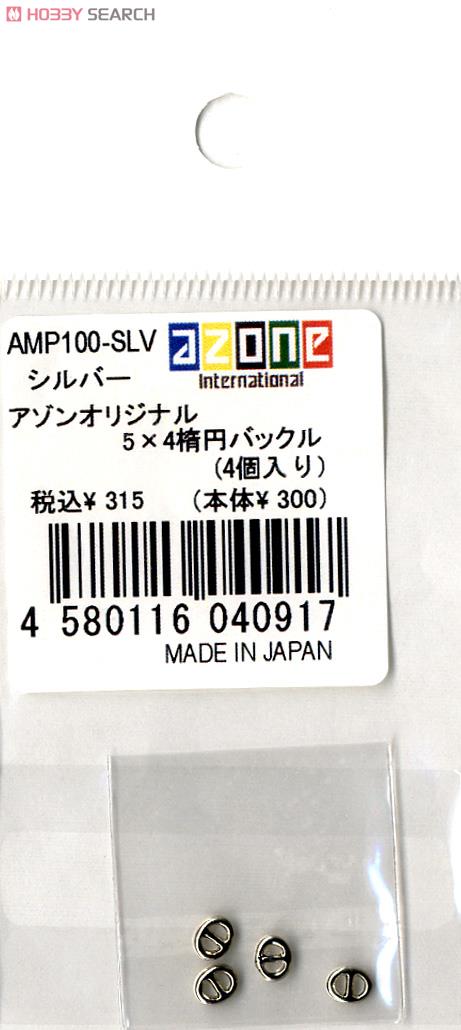 HOBBY SEARCH
AMP100-SLV
azone
International
シルバー
アゾンオリジナル
5×4楕円バックル
(4個入り)
税込¥ 315 (本体¥ 300)
4 580116 040917
MADE IN JAPAN